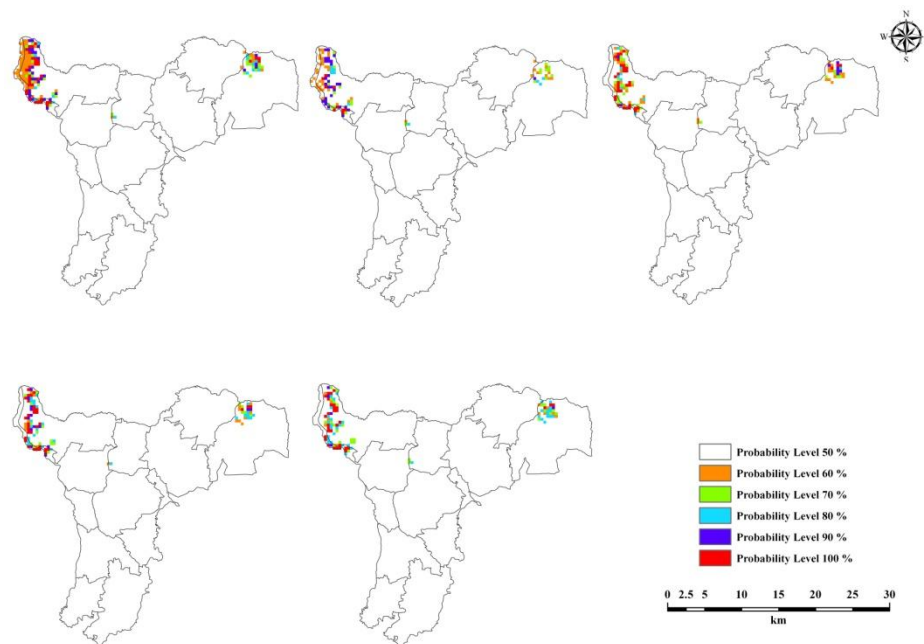 N
W E
S
Probability Level 50 %
Probability Level 60 %
Probability Level 70 %
Probability Level 80 %
Probability Level 90 %
Probability Level 100 %
0 2.5 5 10 15 20 25 30
km